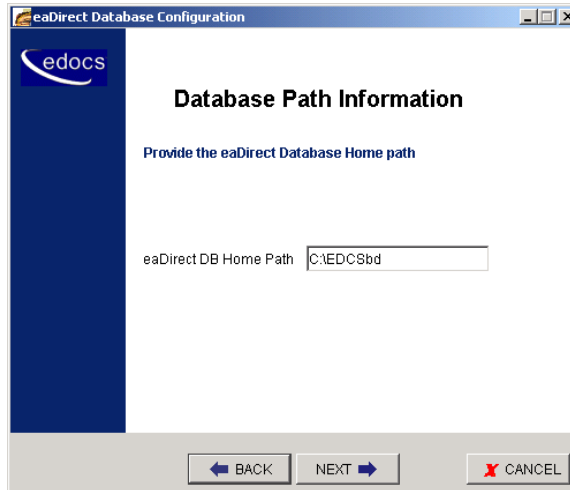 eaDirect Database Configuration
edocs
Database Path Information
Provide the eaDirect Database Home path
eaDirect DB Home Path C:\EDCSbd
BACK NEXT CANCEL